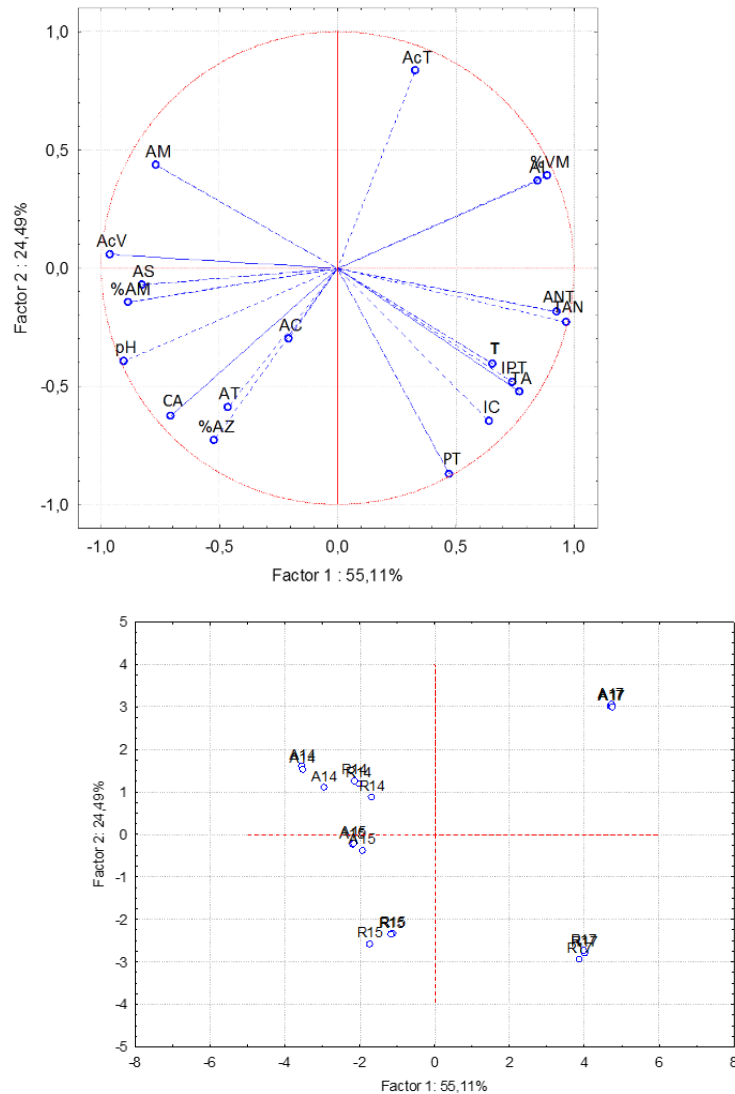 1,0
AcT
0,5
AM
%VM
AL
AcV
0,0
AS
%AM
ANT
TAN
AC
pH
T
IPT
TA
-0,5
CA
AT
IC
%AZ
PT
-1,0
-1,0 -0,5 0,0 0,5 1,0
Factor 2 : 24,49%
Factor 1 : 55,11%
5
4
3
A17
A17
2
A14
A14
R14
R14
A14
R14
1
0
A15
A15
-1
-2
R15
R15
R15
R17
R17
-3
-4
-5
-8 -6 -4 -2 0 2 4 6 8
Factor 2: 24,49%
Factor 1: 55,11%